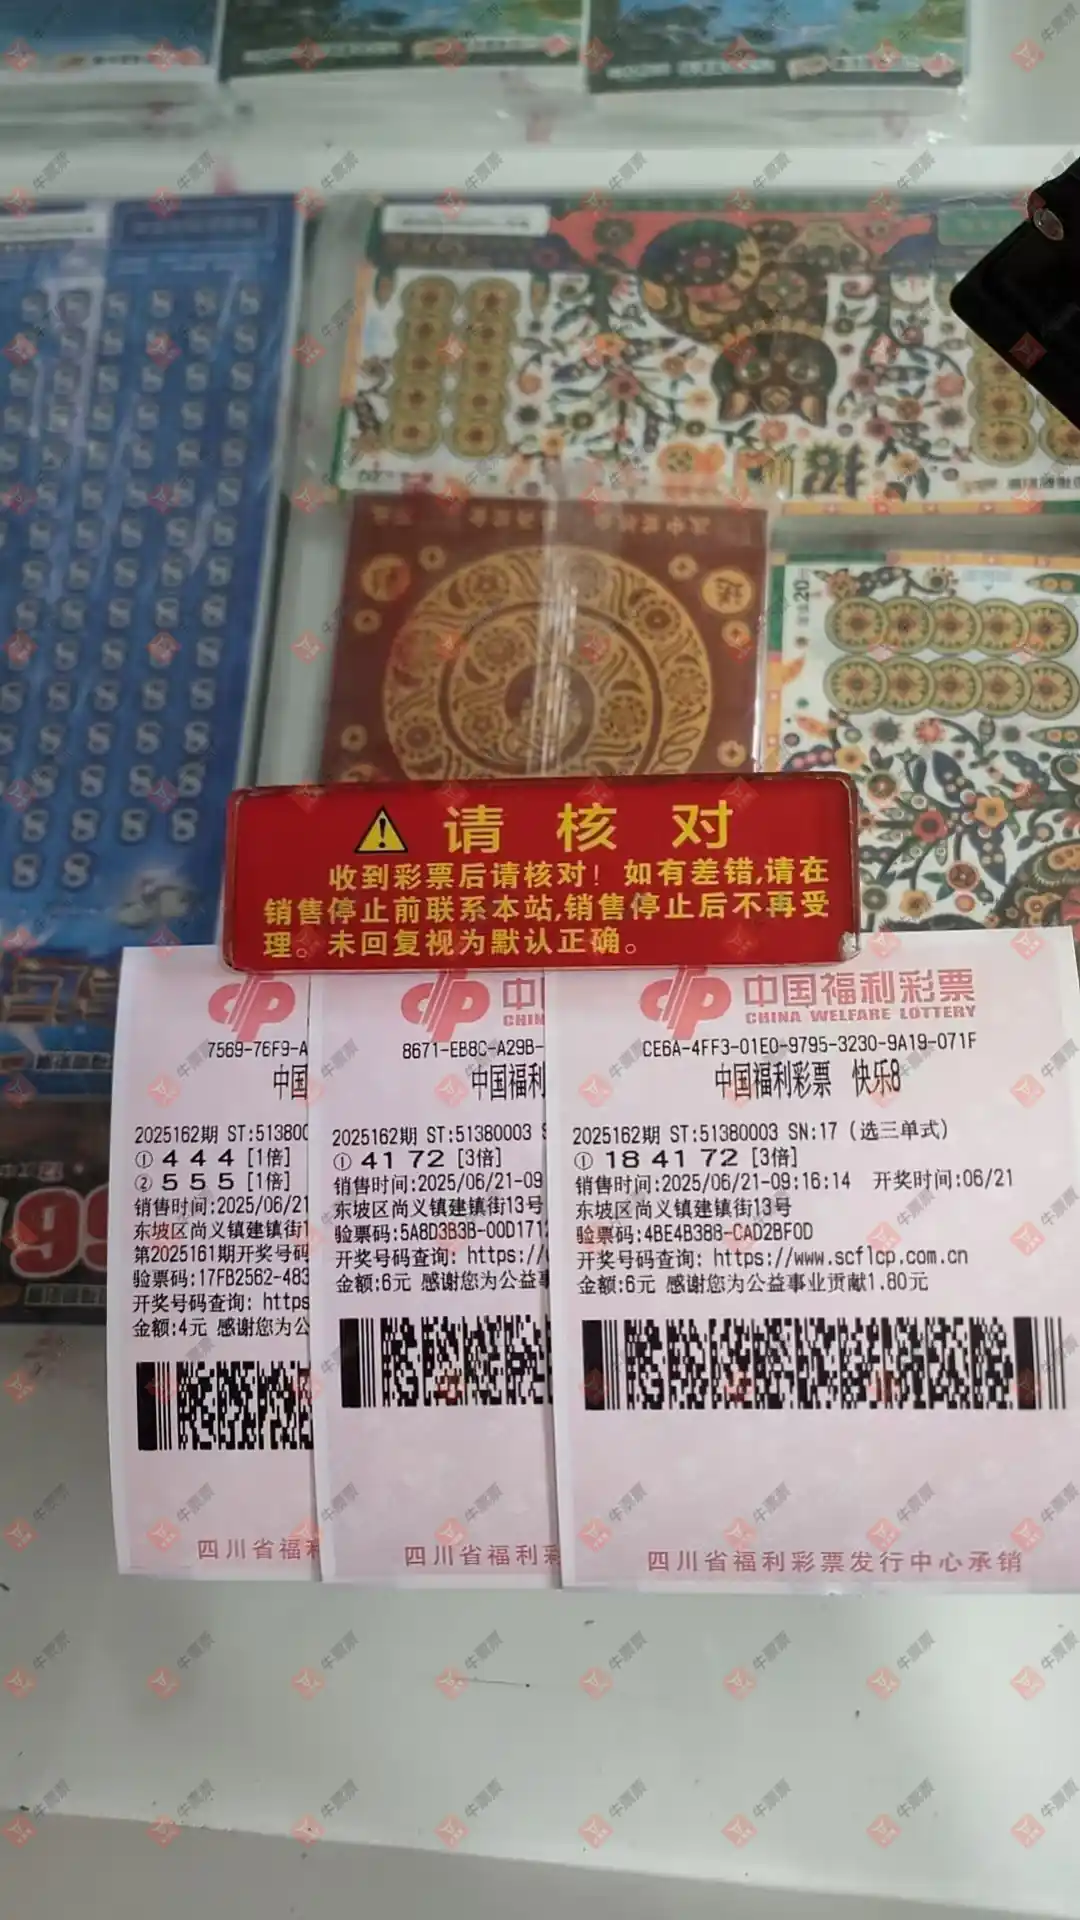 招
面值20元
⚠ 请核对
收到彩票后请核对!如有差错,请在
销售停止前联系本站,销售停止后不再受
理。未回复视为默认正确。
7569-76F9-A
中国
2025162期 ST:51380
① 4 4 4 [1倍]
② 5 5 5 [1倍]
销售时间:2025/06/21
东坡区尚义镇建镇街
第2025161期开奖号码
验票码:17FB2562-483
开奖号码查询: https
金额:4元 感谢您为公
四川省福
中
CHIN
8671-EB8C-A29B-
中国福利
2025162期 ST:51380003
① 41 72 [3倍]
销售时间:2025/06/21-09
东坡区尚义镇建镇街13号
验票码:5A8D3B3B-00D171
开奖号码查询: https://
金额:6元 感谢您为公益
四川省福利
中国福利彩票
CHINA WELFARE LOTTERY
CE6A-4FF3-01E0-9795-3230-9A19-071F
中国福利彩票 快乐8
2025162期 ST:51380003 SN:17 (选三单式)
① 18 41 72 [3倍]
销售时间:2025/06/21-09:16:14 开奖时间:06/21
东坡区尚义镇建镇街13号
验票码:4BE4B388-CAD2BF0D
开奖号码查询: https://www.scflcp.com.cn
金额:6元 感谢您为公益事业贡献1.80元
四川省福利彩票发行中心承销
牛票票